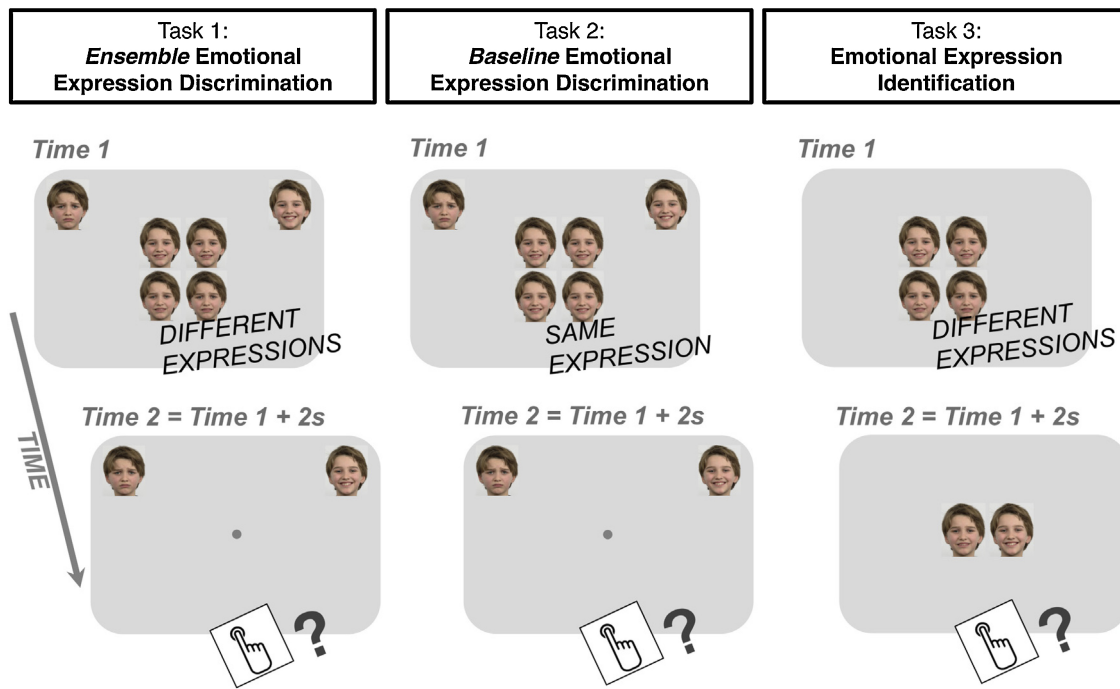 Task 1:
Ensemble Emotional
Expression Discrimination
Task 2:
Baseline Emotional
Expression Discrimination
Task 3:
Emotional Expression
Identification
Time 1
Time 1
Time 1
DIFFERENT
EXPRESSIONS
SAME
EXPRESSION
DIFFERENT
EXPRESSIONS
TIME
Time 2 = Time 1 + 2s
Time 2 = Time 1 + 2s
Time 2 = Time 1 + 2s
?
?
?